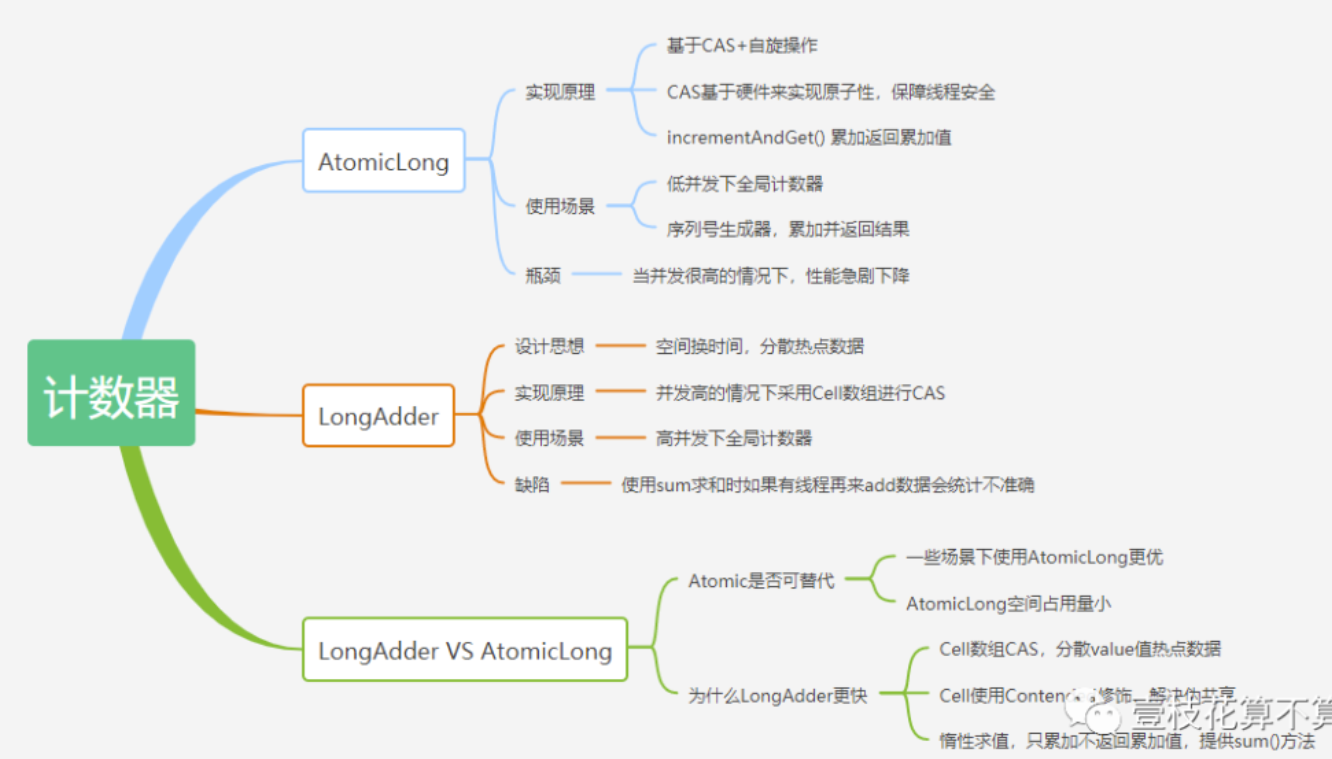 计数器
AtomicLong
实现原理
基于CAS+自旋操作
CAS基于硬件来实现原子性，保障线程安全
incrementAndGet() 累加返回累加值
使用场景
低并发下全局计数器
序列号生成器，累加并返回结果
瓶颈
当并发很高的情况下，性能急剧下降
LongAdder
设计思想
空间换时间，分散热点数据
实现原理
并发高的情况下采用Cell数组进行CAS
使用场景
高并发下全局计数器
缺陷
使用sum求和时如果有线程再来add数据会统计不准确
LongAdder VS AtomicLong
Atomic是否可替代
一些场景下使用AtomicLong更优
AtomicLong空间占用量小
为什么LongAdder更快
Cell数组CAS，分散value值热点数据
Cell使用 修饰，解决伪共享
惰性求值，只累加不返回累加值，提供sum()方法
壹枝花算不算